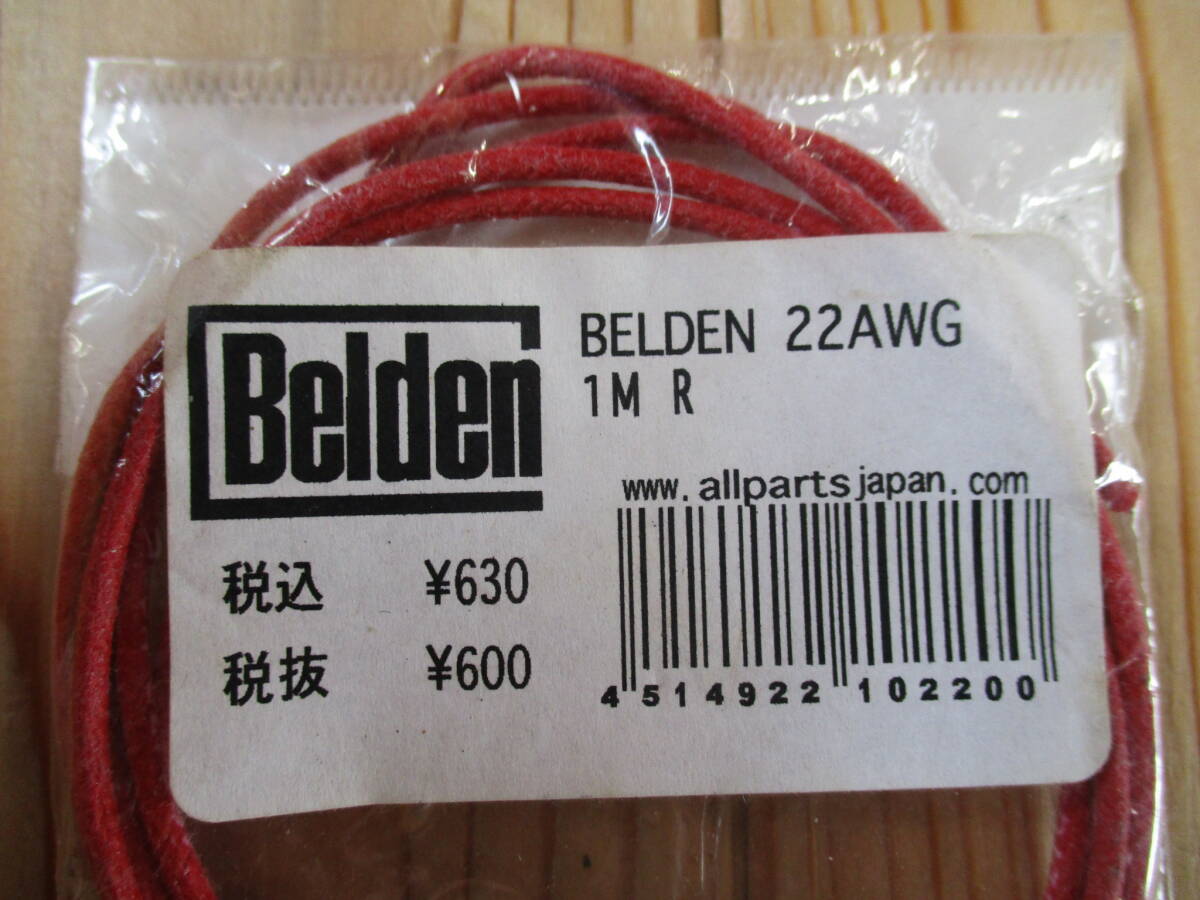 Belden
BELDEN 22AWG
1M R
www.allpartsjapan.com
税込 ¥630
税抜 ¥600
4 514922 102200